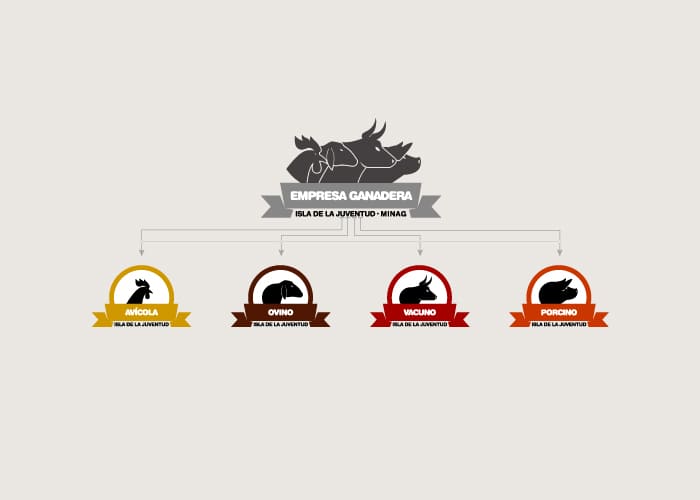 EMPRESA GANADERA
ISLA DE LA JUVENTUD - MINAG
AVÍCOLA
ISLA DE LA JUVENTUD
OVINO
ISLA DE LA JUVENTUD
VACUNO
ISLA DE LA JUVENTUD
PORCINO
ISLA DE LA JUVENTUD